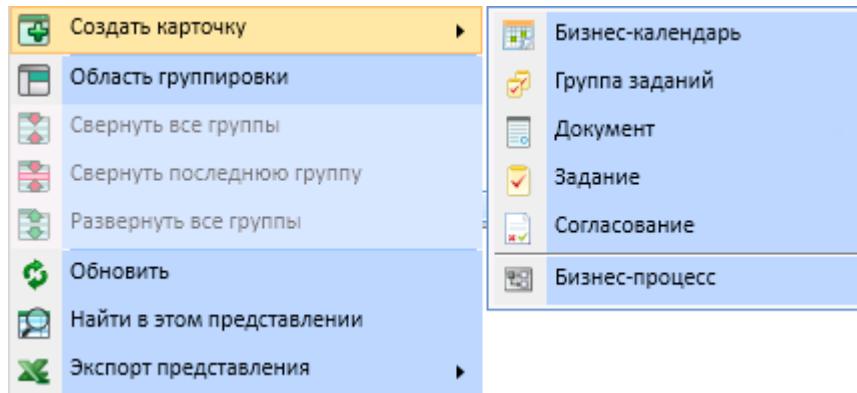 Создать карточку
Область группировки
Свернуть все группы
Свернуть последнюю группу
Развернуть все группы
Обновить
Найти в этом представлении
Экспорт представления
Бизнес-календарь
Группа заданий
Документ
Задание
Согласование
Бизнес-процесс